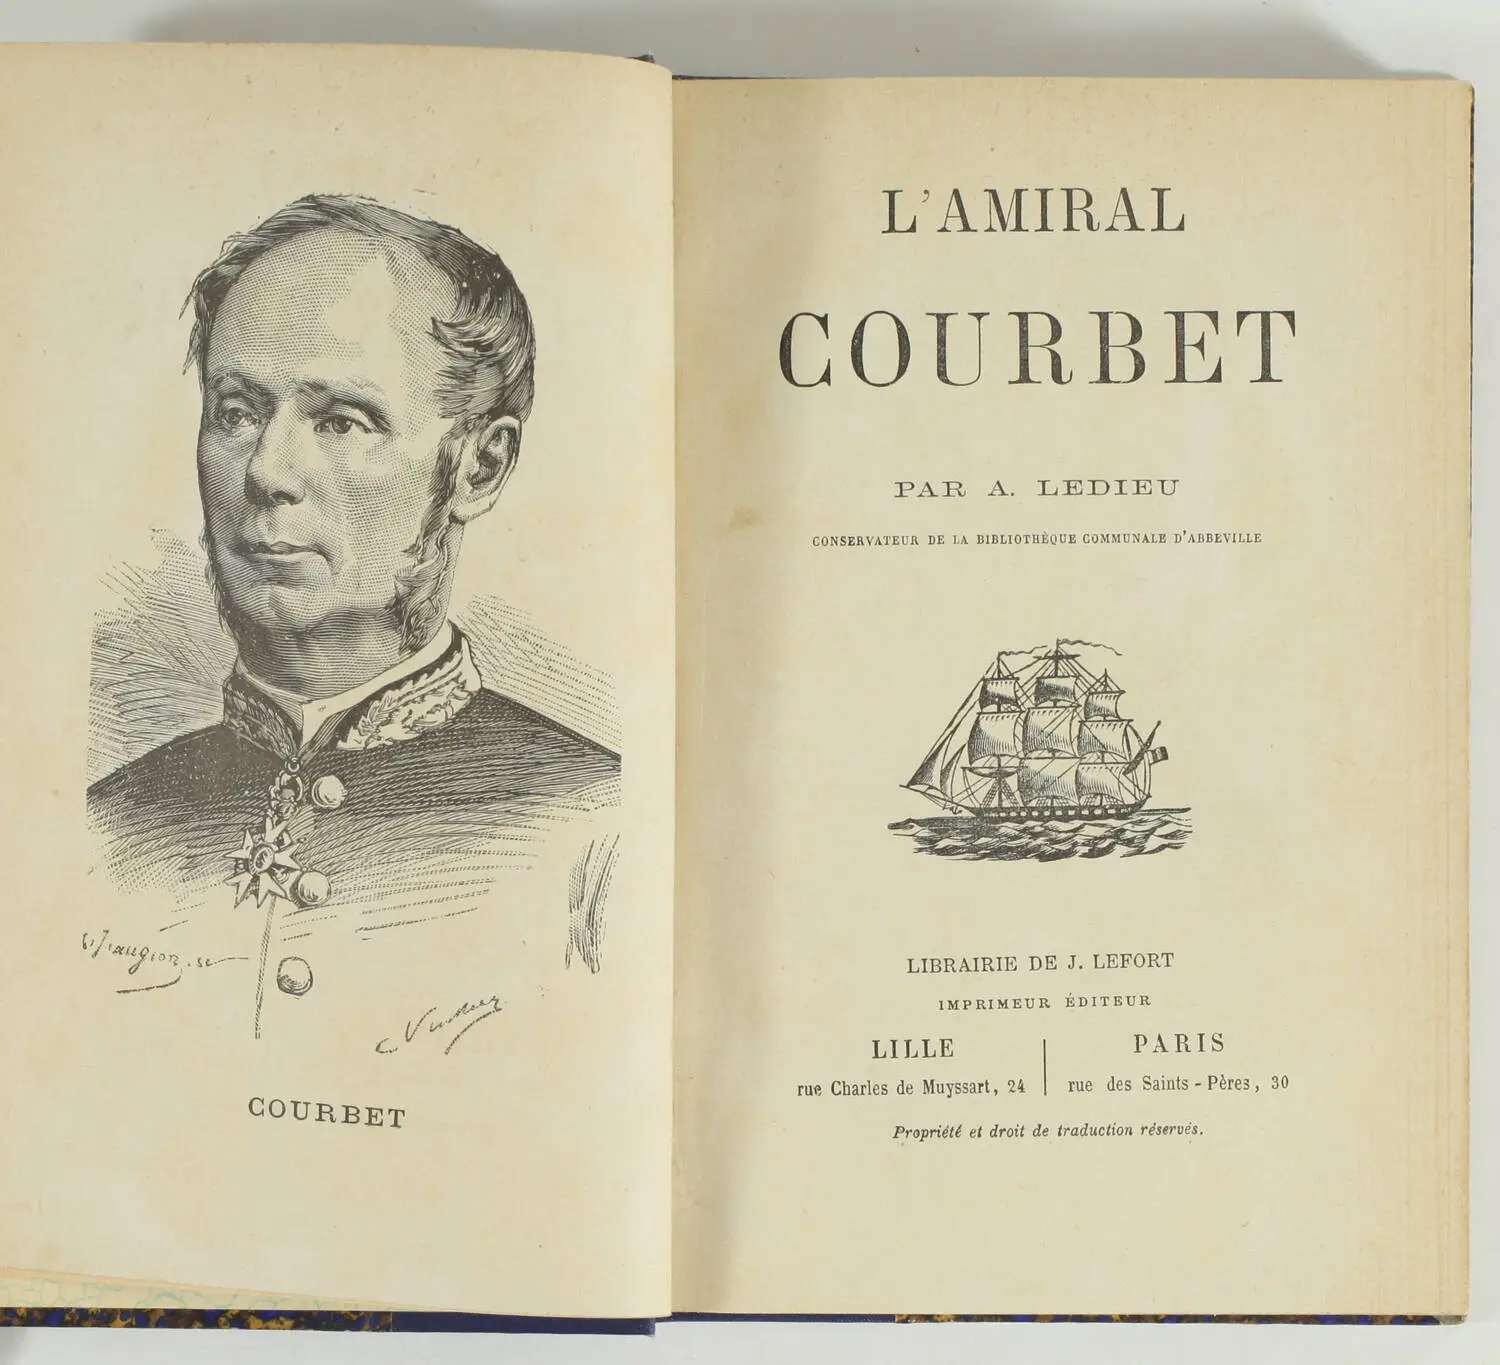 COURBET
L'AMIRAL
COURBET
PAR A. LEDIEU
CONSERVATEUR DE LA BIBLIOTHÈQUE COMMUNALE D'ABBEVILLE
LIBRAIRIE DE J. LEFORT
IMPRIMEUR ÉDITEUR
LILLE
rue Charles de Muyssart, 24
PARIS
rue des Saints-Pères, 30
Propriété et droit de traduction réservés.